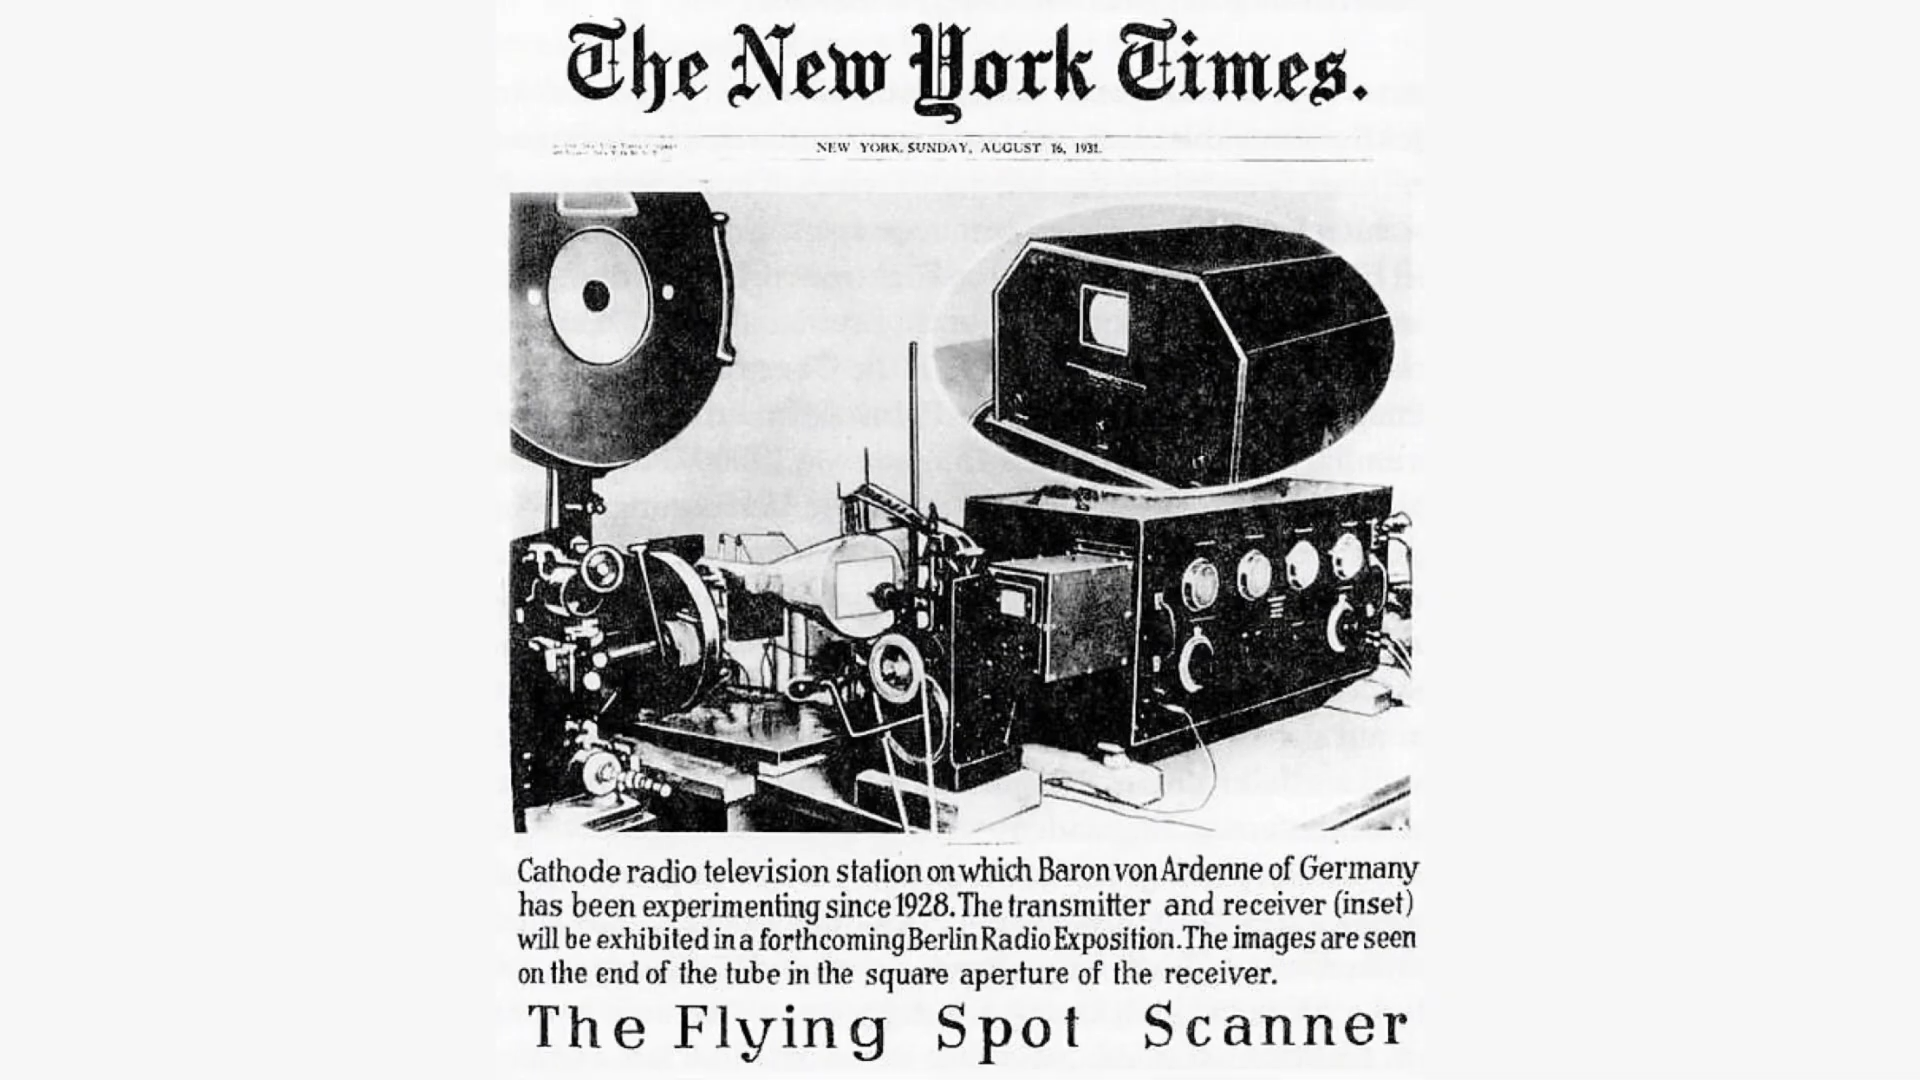 The New York Times.
NEW YORK, SUNDAY, AUGUST 16, 1931.
Cathode radio television station on which Baron von Ardenne of Germany
has been experimenting since 1928. The transmitter and receiver (inset)
will be exhibited in a forthcoming Berlin Radio Exposition. The images are seen
on the end of the tube in the square aperture of the receiver.
The Flying Spot Scanner